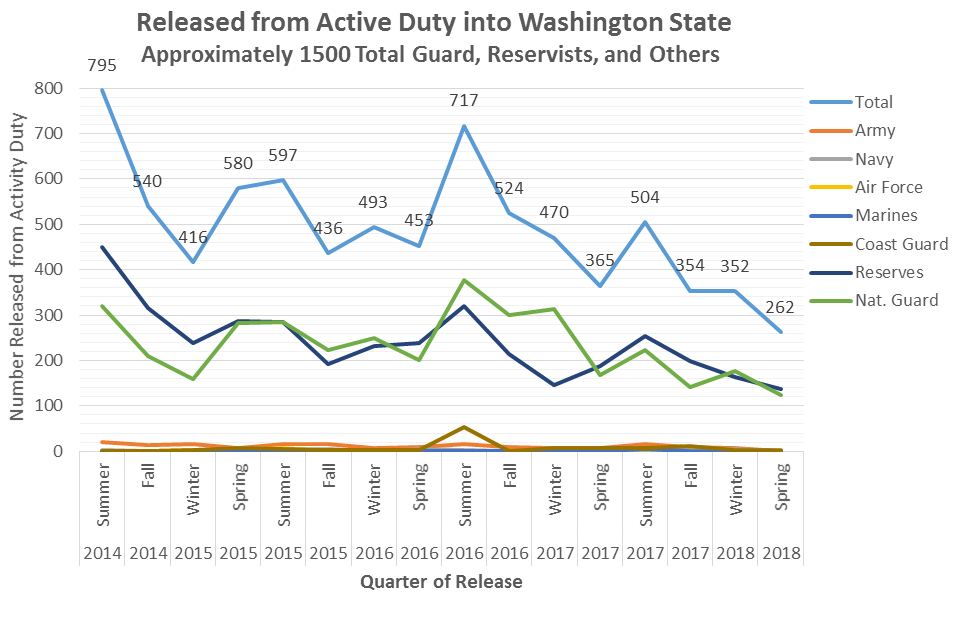 Released from Active Duty into Washington State
Approximately 1500 Total Guard, Reservists, and Others
Number Released from Activity Duty
800
700
600
500
400
300
200
100
0
795
540
416
580
597
436
493
453
717
524
470
365
504
354
352
262
Summer
Fall
Winter
Spring
Summer
Fall
Winter
Spring
Summer
Fall
Winter
Spring
Summer
Fall
Winter
Spring
2014 2014 2015 2015 2015 2015 2016 2016 2016 2016 2017 2017 2017 2017 2018 2018
Quarter of Release
Total
Army
Navy
Air Force
Marines
Coast Guard
Reserves
Nat. Guard